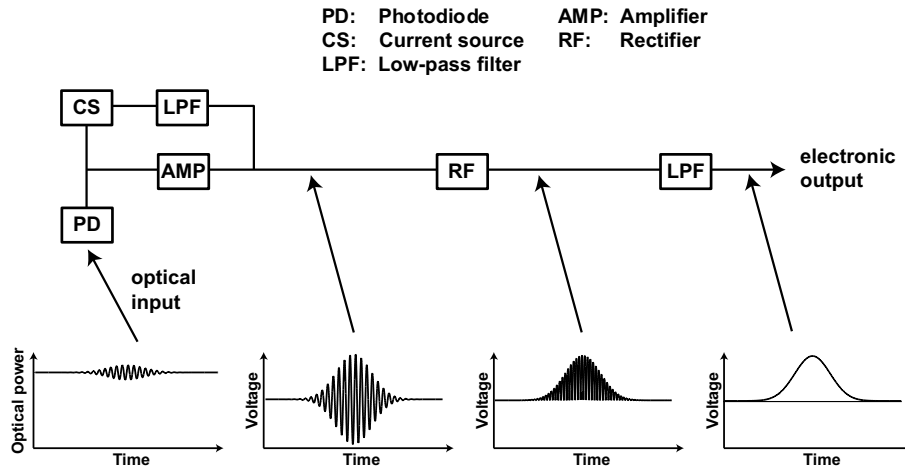 PD: Photodiode AMP: Amplifier
CS: Current source RF: Rectifier
LPF: Low-pass filter
CS
LPF
AMP
RF
LPF
electronic
output
PD
optical
input
Optical power
Time
Voltage
Time
Voltage
Time
Voltage
Time